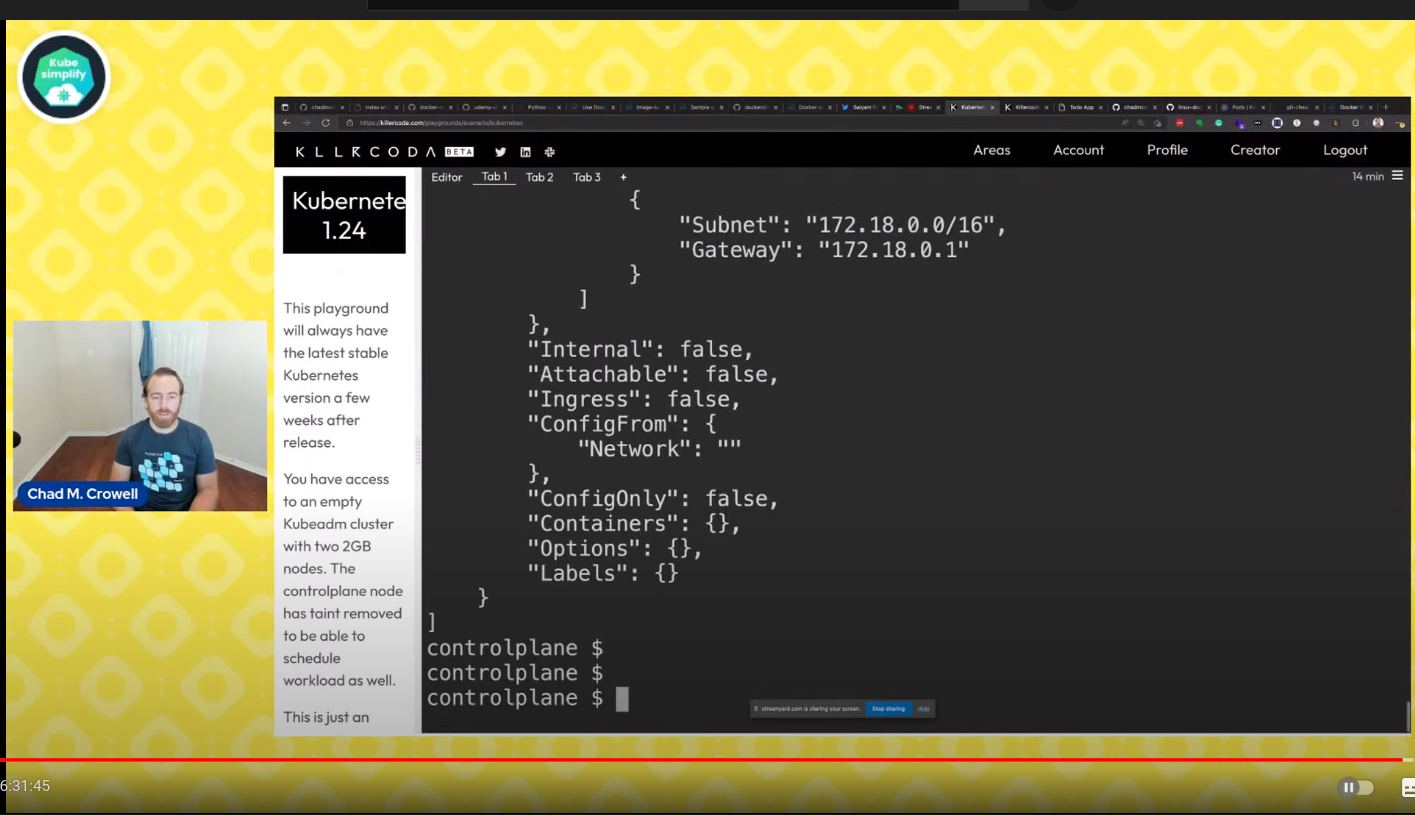 Kube
simplify
https://killercoda.com/playgrounds/scenario/kubernetes
BETA
Areas
Account
Profile
Creator
Logout
Editor
Tab 1
Tab 2
Tab 3
+
14 min
Kubernete
1.24
This playground
will always have
the latest stable
Kubernetes
version a few
weeks after
release.
You have access
to an empty
Kubeadm cluster
with two 2GB
nodes. The
controlplane node
has taint removed
to be able to
schedule
workload as well.
This is just an
{
"Subnet": "172.18.0.0/16",
"Gateway": "172.18.0.1"
}
]
},
"Internal": false,
"Attachable": false,
"Ingress": false,
"ConfigFrom": {
"Network": ""
},
"ConfigOnly": false,
"Containers": {},
"Options": {},
"Labels": {}
}
]
controlplane $
controlplane $
controlplane $
streamyard.com is sharing your screen.
Stop sharing
Hide
Chad M. Crowell
6:31:45